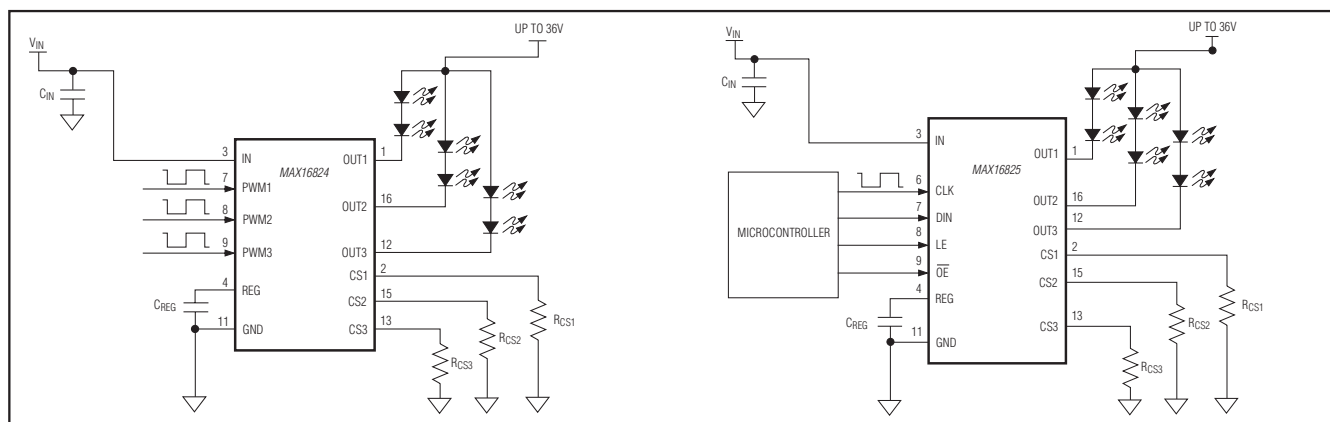 UP TO 36V
VIN
CIN
3
IN
MAX16824
OUT1
1
7
PWM1
8
PWM2
9
PWM3
OUT2
16
OUT3
12
CS1
2
4
REG
CS2
15
CREG
11
GND
CS3
13
RCS1
RCS2
RCS3
UP TO 36V
VIN
CIN
3
IN
MAX16825
OUT1
1
MICROCONTROLLER
6
CLK
7
DIN
8
LE
9
OE
OUT2
16
OUT3
12
CS1
2
4
REG
CS2
15
CREG
11
GND
CS3
13
RCS1
RCS2
RCS3